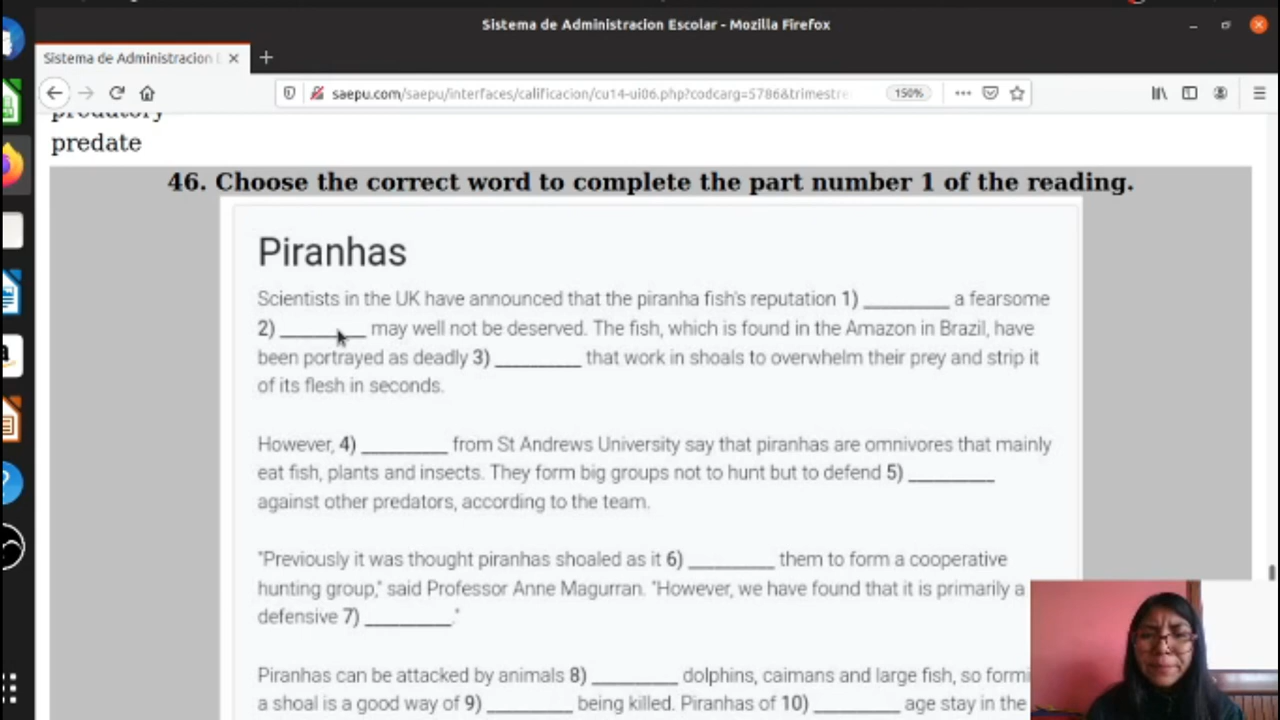 Sistema de Administracion Escolar - Mozilla Firefox
Sistema de Administracion
saepu.com/saepu/interfaces/calificacion/cu14-ui06.php?codcarg=5786&trimestre
150%
predatory
predate
46. Choose the correct word to complete the part number 1 of the reading.
Piranhas
Scientists in the UK have announced that the piranha fish's reputation 1) _________ a fearsome
2) _________ may well not be deserved. The fish, which is found in the Amazon in Brazil, have
been portrayed as deadly 3) _________ that work in shoals to overwhelm their prey and strip it
of its flesh in seconds.
However, 4) _________ from St Andrews University say that piranhas are omnivores that mainly
eat fish, plants and insects. They form big groups not to hunt but to defend 5) _________
against other predators, according to the team.
"Previously it was thought piranhas shoaled as it 6) _________ them to form a cooperative
hunting group," said Professor Anne Magurran. "However, we have found that it is primarily a
defensive 7) _________."
Piranhas can be attacked by animals 8) _________ dolphins, caimans and large fish, so formi
a shoal is a good way of 9) _________ being killed. Piranhas of 10) _________ age stay in the